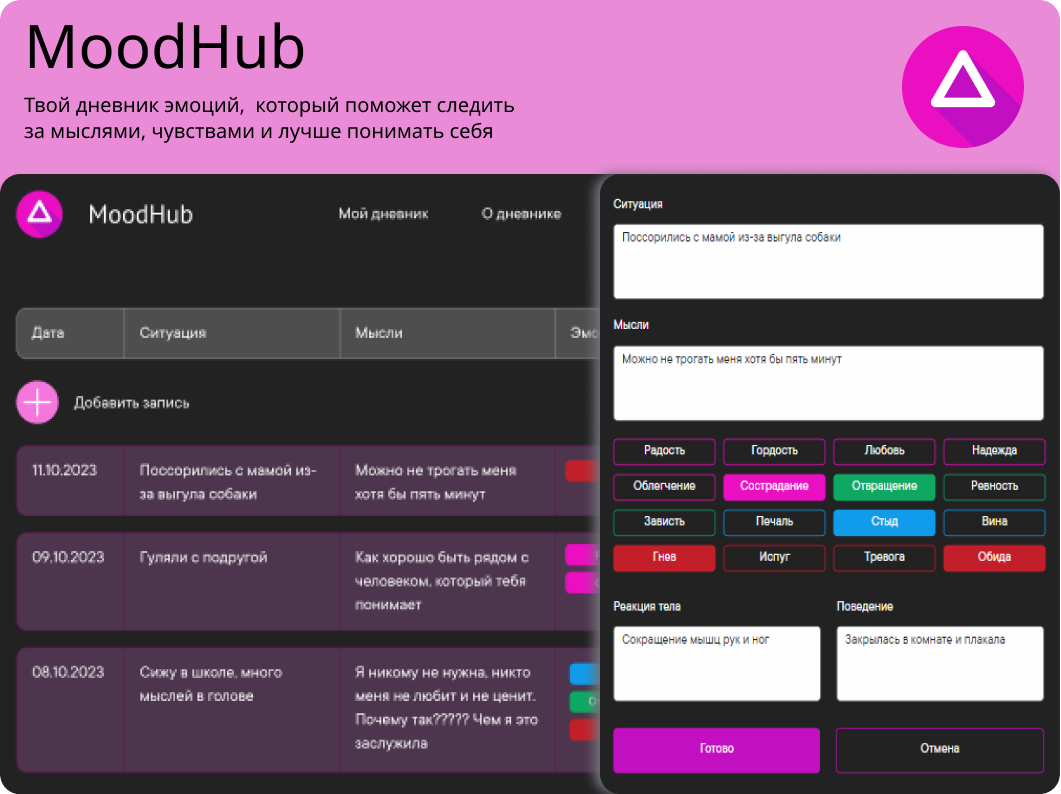 MoodHub
Твой дневник эмоций,  который поможет следить
за мыслями, чувствами и лучше понимать себя
MoodHub
Мой дневник
О дневнике
Дата
Ситуация
Мысли
Добавить запись
11.10.2023
Поссорились с мамой из-
за выгула собаки
Можно не трогать меня
хотя бы пять минут
09.10.2023
Гуляли с подругой
Как хорошо быть рядом с
человеком, который тебя
понимает
08.10.2023
Сижу в школе, много
мыслей в голове
Я никому не нужна, никто
меня не любит и не ценит.
Почему так????? Чем я это
заслужила
Ситуация
Поссорились с мамой из-за выгула собаки
Мысли
Можно не трогать меня хотя бы пять минут
Радость
Гордость
Любовь
Надежда
Облегчение
Сострадание
Отвращение
Ревность
Зависть
Печаль
Стыд
Вина
Гнев
Испуг
Тревога
Обида
Реакция тела
Поведение
Сокращение мышц рук и ног
Закрылась в комнате и плакала
Готово
Отмена